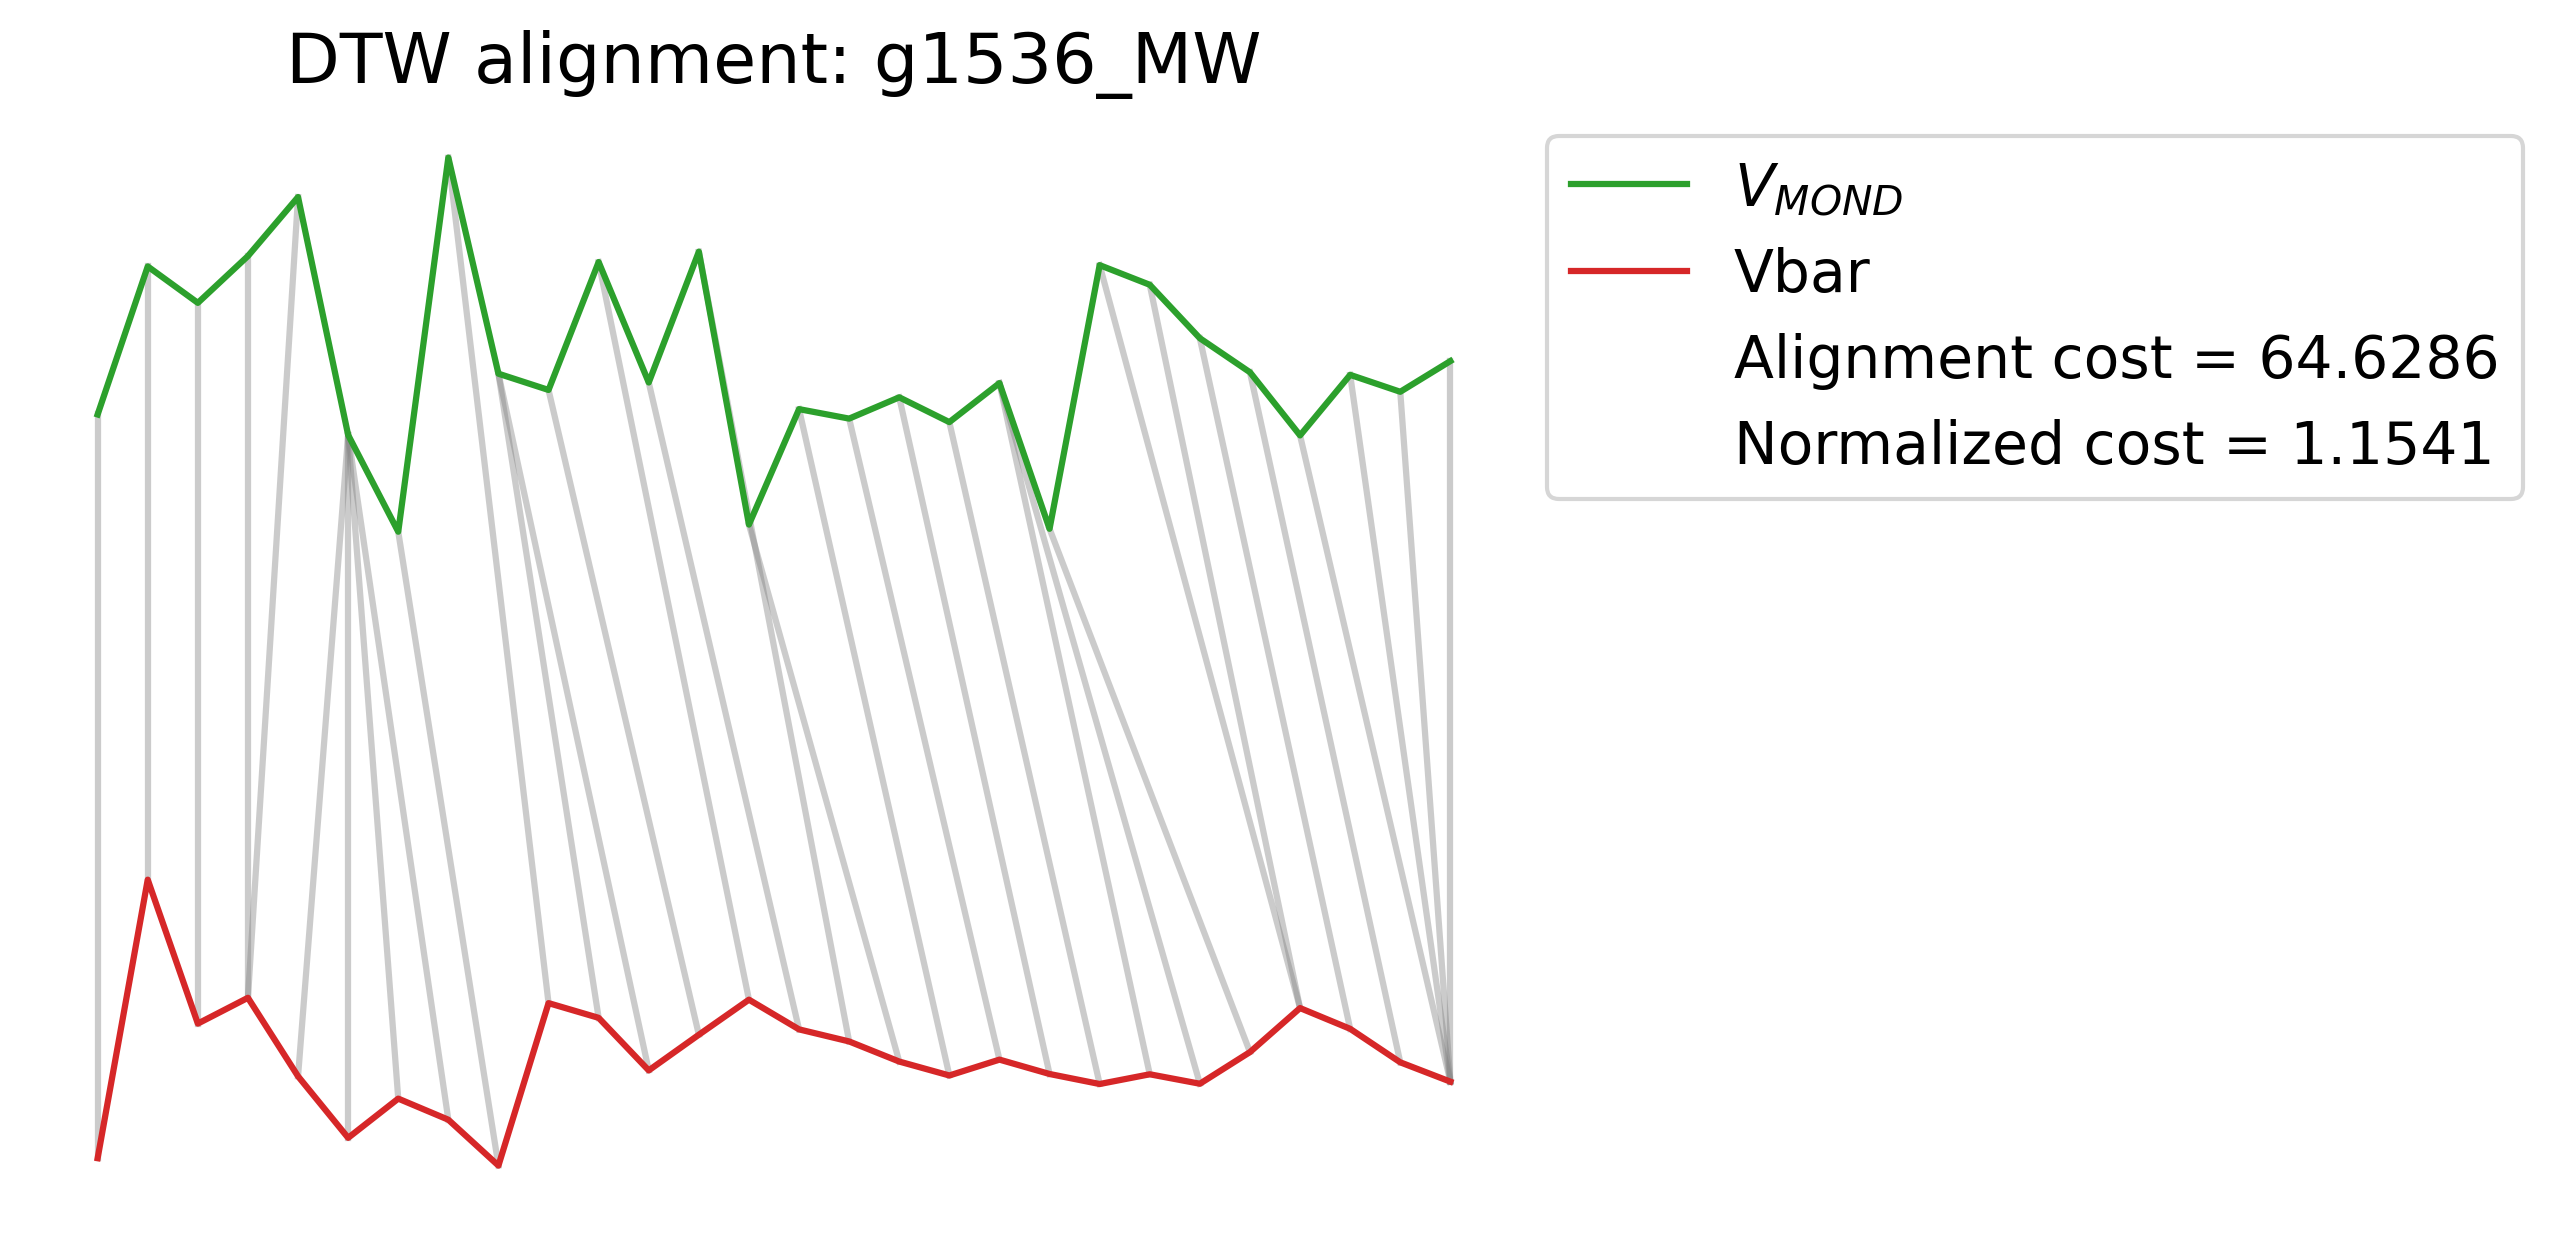 DTW alignment: g1536_MW
V_MOND
Vbar
Alignment cost = 64.6286
Normalized cost = 1.1541